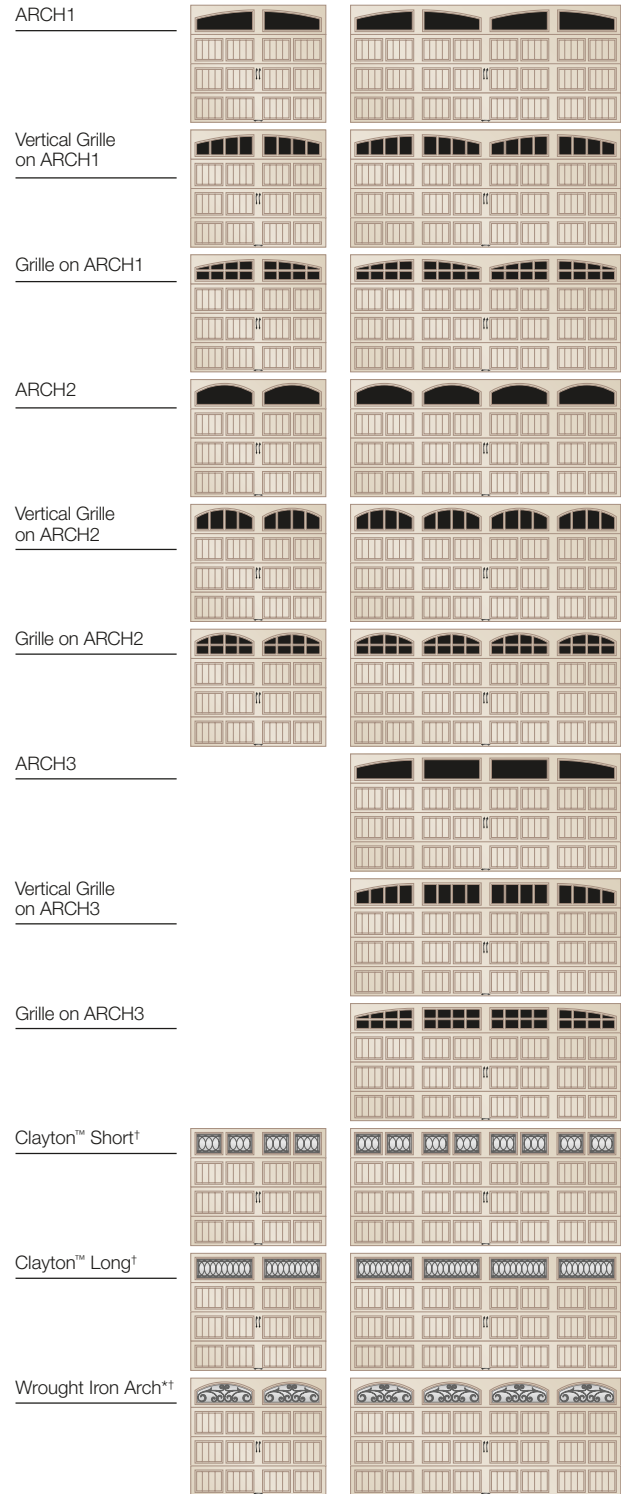 ARCH1
Vertical Grille
on ARCH1
Grille on ARCH1
ARCH2
Vertical Grille
on ARCH2
Grille on ARCH2
ARCH3
Vertical Grille
on ARCH3
Grille on ARCH3
Clayton™ Short†
Clayton™ Long†
Wrought Iron Arch*†